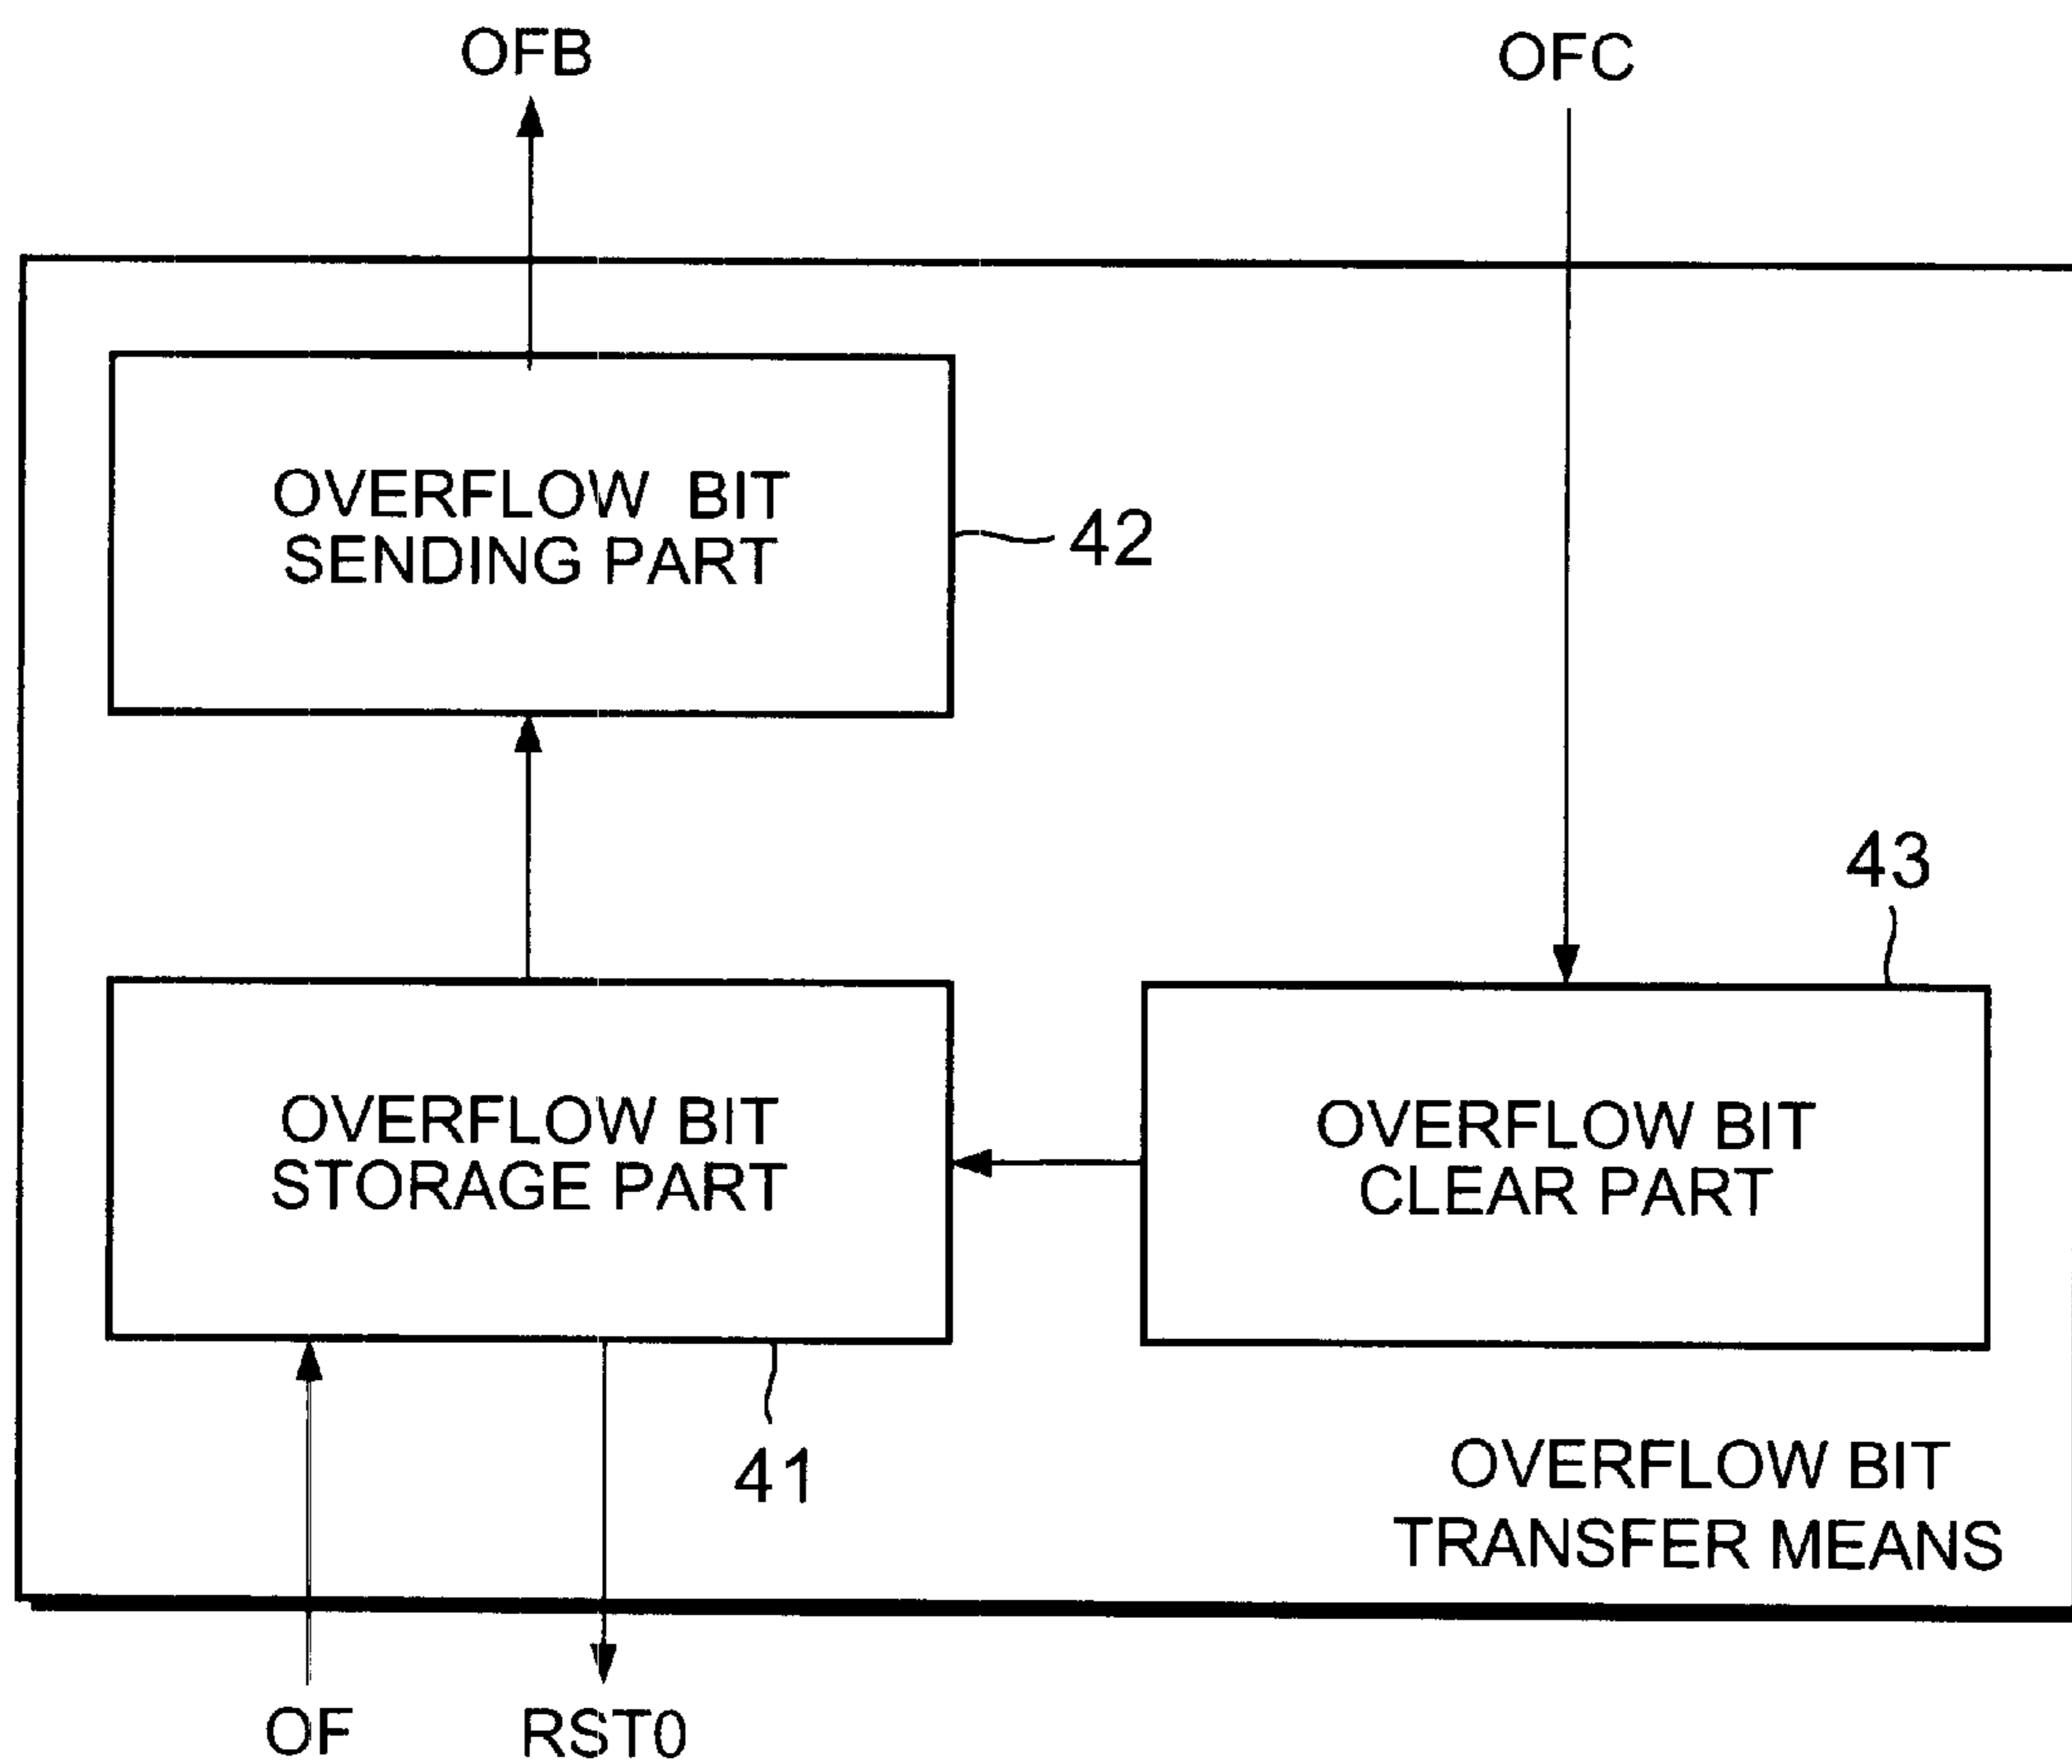 OFB
OFC
OVERFLOW BIT
SENDING PART
42
43
OVERFLOW BIT
STORAGE PART
OVERFLOW BIT
CLEAR PART
41
OVERFLOW BIT
TRANSFER MEANS
OF
RST0